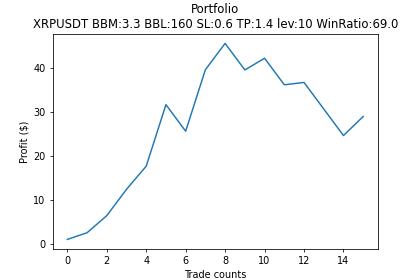 Portfolio
XRPUSDT BBM:3.3 BBL:160 SL:0.6 TP:1.4 lev:10 WinRatio:69.0
40
30
20
10
0
Profit ($)
0 2 4 6 8 10 12 14
Trade counts